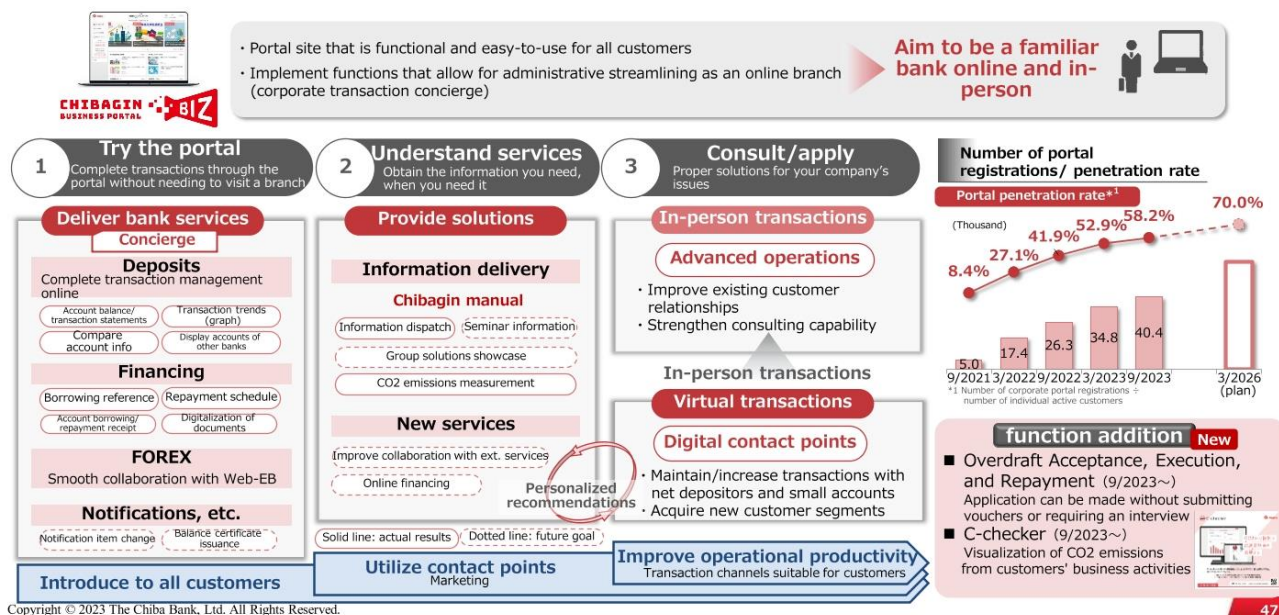 ・Portal site that is functional and easy-to-use for all customers
・Implement functions that allow for administrative streamlining as an online branch
(corporate transaction concierge)
Aim to be a familiar
bank online and in-
person
CHIBAGIN
BUSINESS PORTAL
BIZ
1
Try the portal
Complete transactions through the
portal without needing to visit a branch
Deliver bank services
Concierge
Deposits
Complete transaction management
online
Account balance/
transaction statements
Transaction trends
(graph)
Compare
account info
Display accounts of
other banks
Financing
Borrowing reference
Repayment schedule
Account borrowing/
repayment receipt
Digitalization of
documents
FOREX
Smooth collaboration with Web-EB
Notifications, etc.
Notification item change
Balance certificate
issuance
Introduce to all customers
2
Understand services
Obtain the information you need,
when you need it
Provide solutions
Information delivery
Chibagin manual
Information dispatch
Seminar information
Group solutions showcase
CO2 emissions measurement
New services
Improve collaboration with ext. services
Online financing
Personalized
recommendations
Solid line: actual results
Dotted line: future goal
Utilize contact points
Marketing
3
Consult/apply
Proper solutions for your company's
issues
In-person transactions
Advanced operations
・Improve existing customer
relationships
・Strengthen consulting capability
In-person transactions
Virtual transactions
Digital contact points
・Maintain/increase transactions with
net depositors and small accounts
・Acquire new customer segments
Improve operational productivity
Transaction channels suitable for customers
Number of portal
registrations/ penetration rate
Portal penetration rate*1
(Thousand)
8.4%
27.1%
41.9%
52.9%
58.2%
70.0%
5.0
17.4
26.3
34.8
40.4
9/2021 3/2022 9/2022 3/2023 9/2023
3/2026
(plan)
*1 Number of corporate portal registrations ÷
number of individual active customers
function addition
New
■ Overdraft Acceptance, Execution,
and Repayment (9/2023～)
Application can be made without submitting
vouchers or requiring an interview
■ C-checker (9/2023～)
Visualization of CO2 emissions
from customers' business activities
Copyright © 2023 The Chiba Bank, Ltd. All Rights Reserved.
47